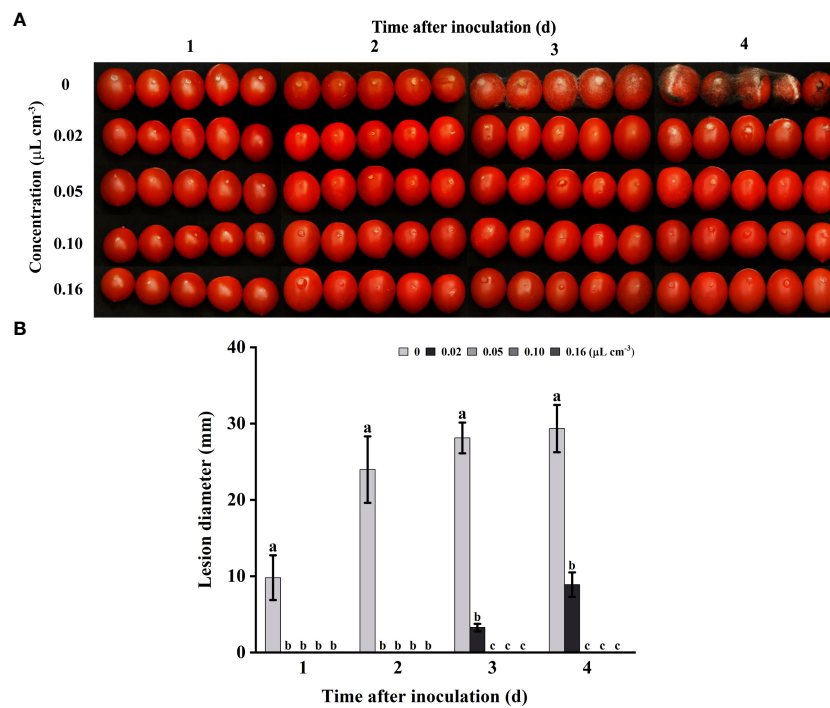 A
Time after inoculation (d)
1 2 3 4
Concentration (μL cm-3)
0
0.02
0.05
0.10
0.16
B
40
30
20
10
0
Lesion diameter (mm)
0 0.02 0.05 0.10 0.16 (μL cm-3)
a a a a
b b
b b b b b b b b c c c c c c
1 2 3 4
Time after inoculation (d)